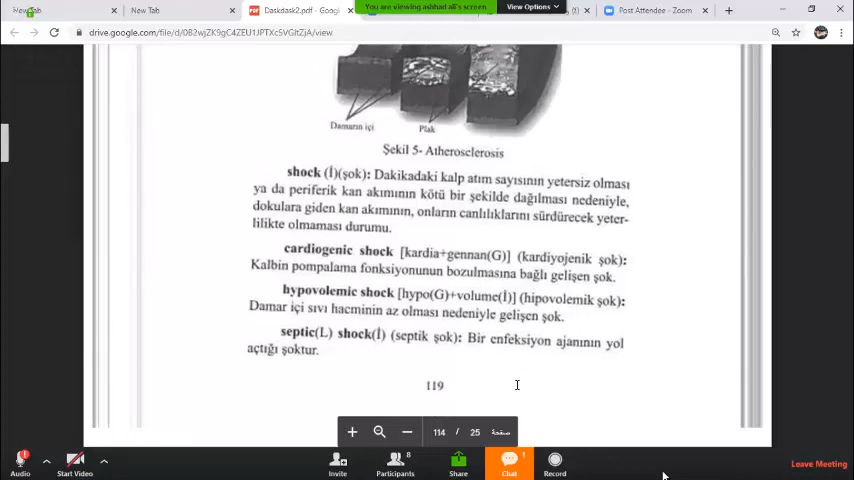 New Tab
New Tab
Daskdask2.pdf - Googl
You are viewing ashhad ali's screen
View Options
Post Attendee - Zoom
drive.google.com/file/d/0B2wjZK9gC4ZEU1JPTXc5VGltZjA/view
Damarın içi
Plak
Şekil 5- Atherosclerosis
shock (İ)(şok): Dakikadaki kalp atım sayısının yetersiz olması
ya da periferik kan akımının kötü bir şekilde dağılması nedeniyle,
dokulara giden kan akımının, onların canlılıklarını sürdürecek yeter-
lilikte olmaması durumu.
cardiogenic shock [kardia+gennan(G)] (kardiyojenik şok):
Kalbin pompalama fonksiyonunun bozulmasına bağlı gelişen şok.
hypovolemic shock [hypo(G)+volume(İ)] (hipovolemik şok):
Damar içi sıvı hacminin az olması nedeniyle gelişen şok.
septic(L) shock(İ) (septik şok): Bir enfeksiyon ajanının yol
açtığı şoktur.
119
114 / 25 صفحة
Audio
Start Video
Invite
8
Participants
Share
1
Chat
Record
Leave Meeting